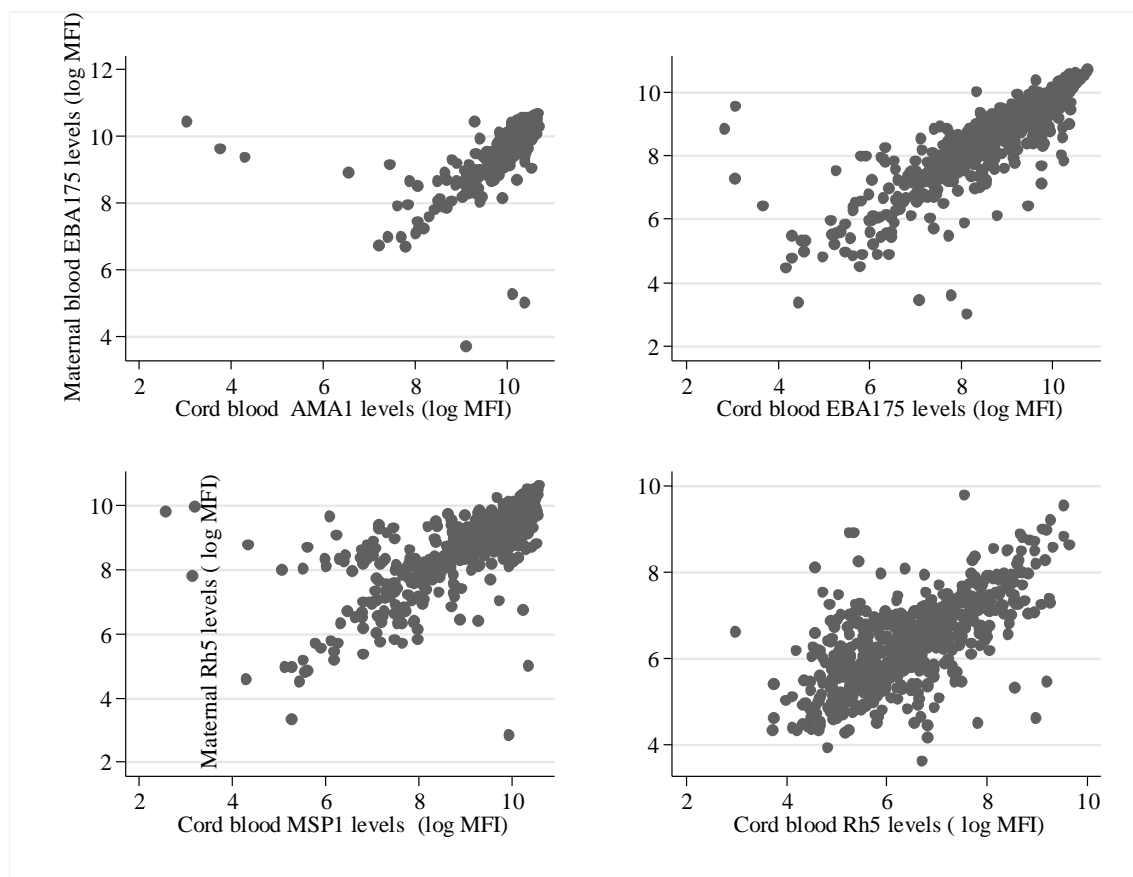 Maternal blood EBA175 levels (log MFI)
12
10
8
6
4
2 4 6 8 10
Cord blood  AMA1 levels (log MFI)
10
8
6
4
2
2 4 6 8 10
Cord blood EBA175 levels (log MFI)
Maternal Rh5 levels ( log MFI)
10
8
6
4
2
2 4 6 8 10
Cord blood MSP1 levels  (log MFI)
10
8
6
4
2 4 6 8 10
Cord blood Rh5 levels ( log MFI)